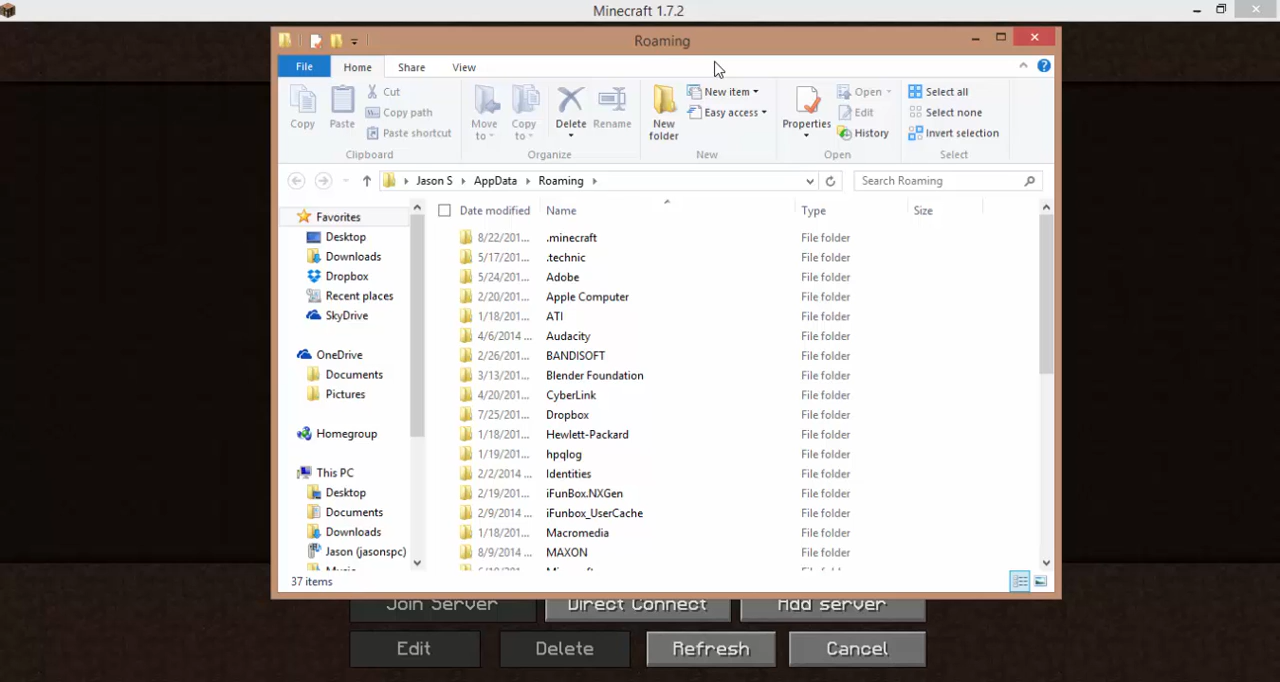 Minecraft 1.7.2
Roaming
File Home Share View
Copy
Paste
Cut
Copy path
Paste shortcut
Clipboard
Move to
Copy to
Delete
Rename
Organize
New folder
New item
Easy access
New
Properties
Open
Edit
History
Open
Select all
Select none
Invert selection
Select
Jason S AppData Roaming
Search Roaming
Favorites
Desktop
Downloads
Dropbox
Recent places
SkyDrive
OneDrive
Documents
Pictures
Homegroup
This PC
Desktop
Documents
Downloads
Jason (jasonspc)
Music
Date modified Name Type Size
8/22/201... .minecraft File folder
5/17/201... .technic File folder
5/24/201... Adobe File folder
2/20/201... Apple Computer File folder
1/18/201... ATI File folder
4/6/2014 ... Audacity File folder
2/26/201... BANDISOFT File folder
3/13/201... Blender Foundation File folder
4/20/201... CyberLink File folder
7/25/201... Dropbox File folder
1/18/201... Hewlett-Packard File folder
1/19/201... hpqlog File folder
2/2/2014 ... Identities File folder
2/19/201... iFunBox.NXGen File folder
2/9/2014 ... iFunbox_UserCache File folder
1/18/201... Macromedia File folder
8/9/2014 ... MAXON File folder
37 items
Join Server Direct Connect Add server
Edit Delete Refresh Cancel